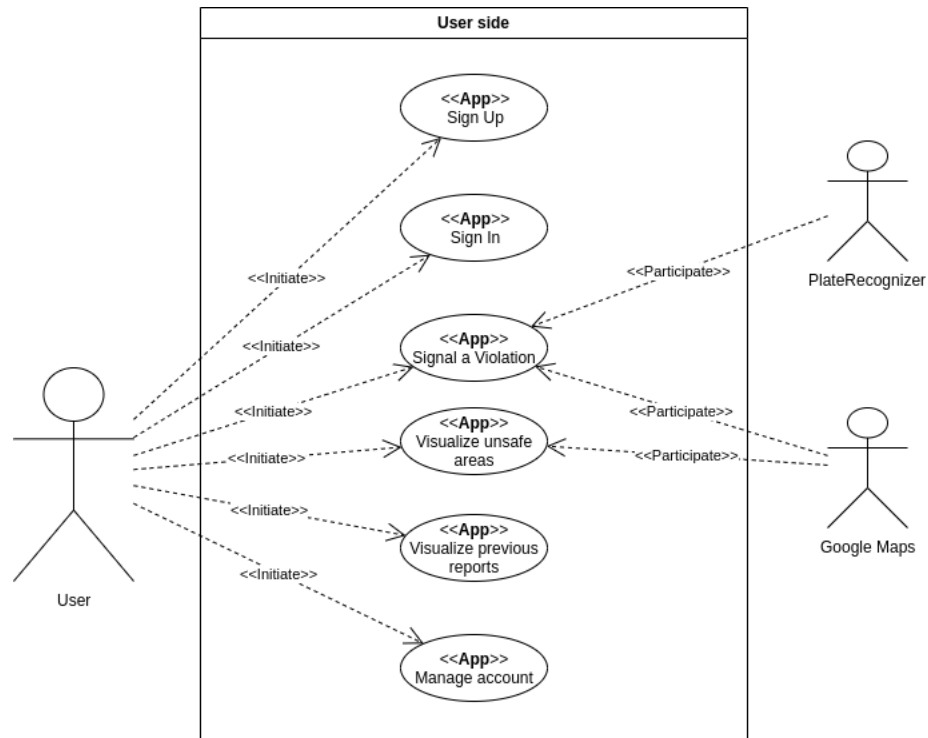 User side
<<App>>
Sign Up
<<App>>
Sign In
<<Initiate>>
<<Participate>>
PlateRecognizer
<<Initiate>>
<<App>>
Signal a Violation
<<Initiate>>
<<Participate>>
<<App>>
Visualize unsafe
areas
<<Initiate>>
<<Participate>>
<<Initiate>>
<<App>>
Visualize previous
reports
Google Maps
<<Initiate>>
User
<<App>>
Manage account